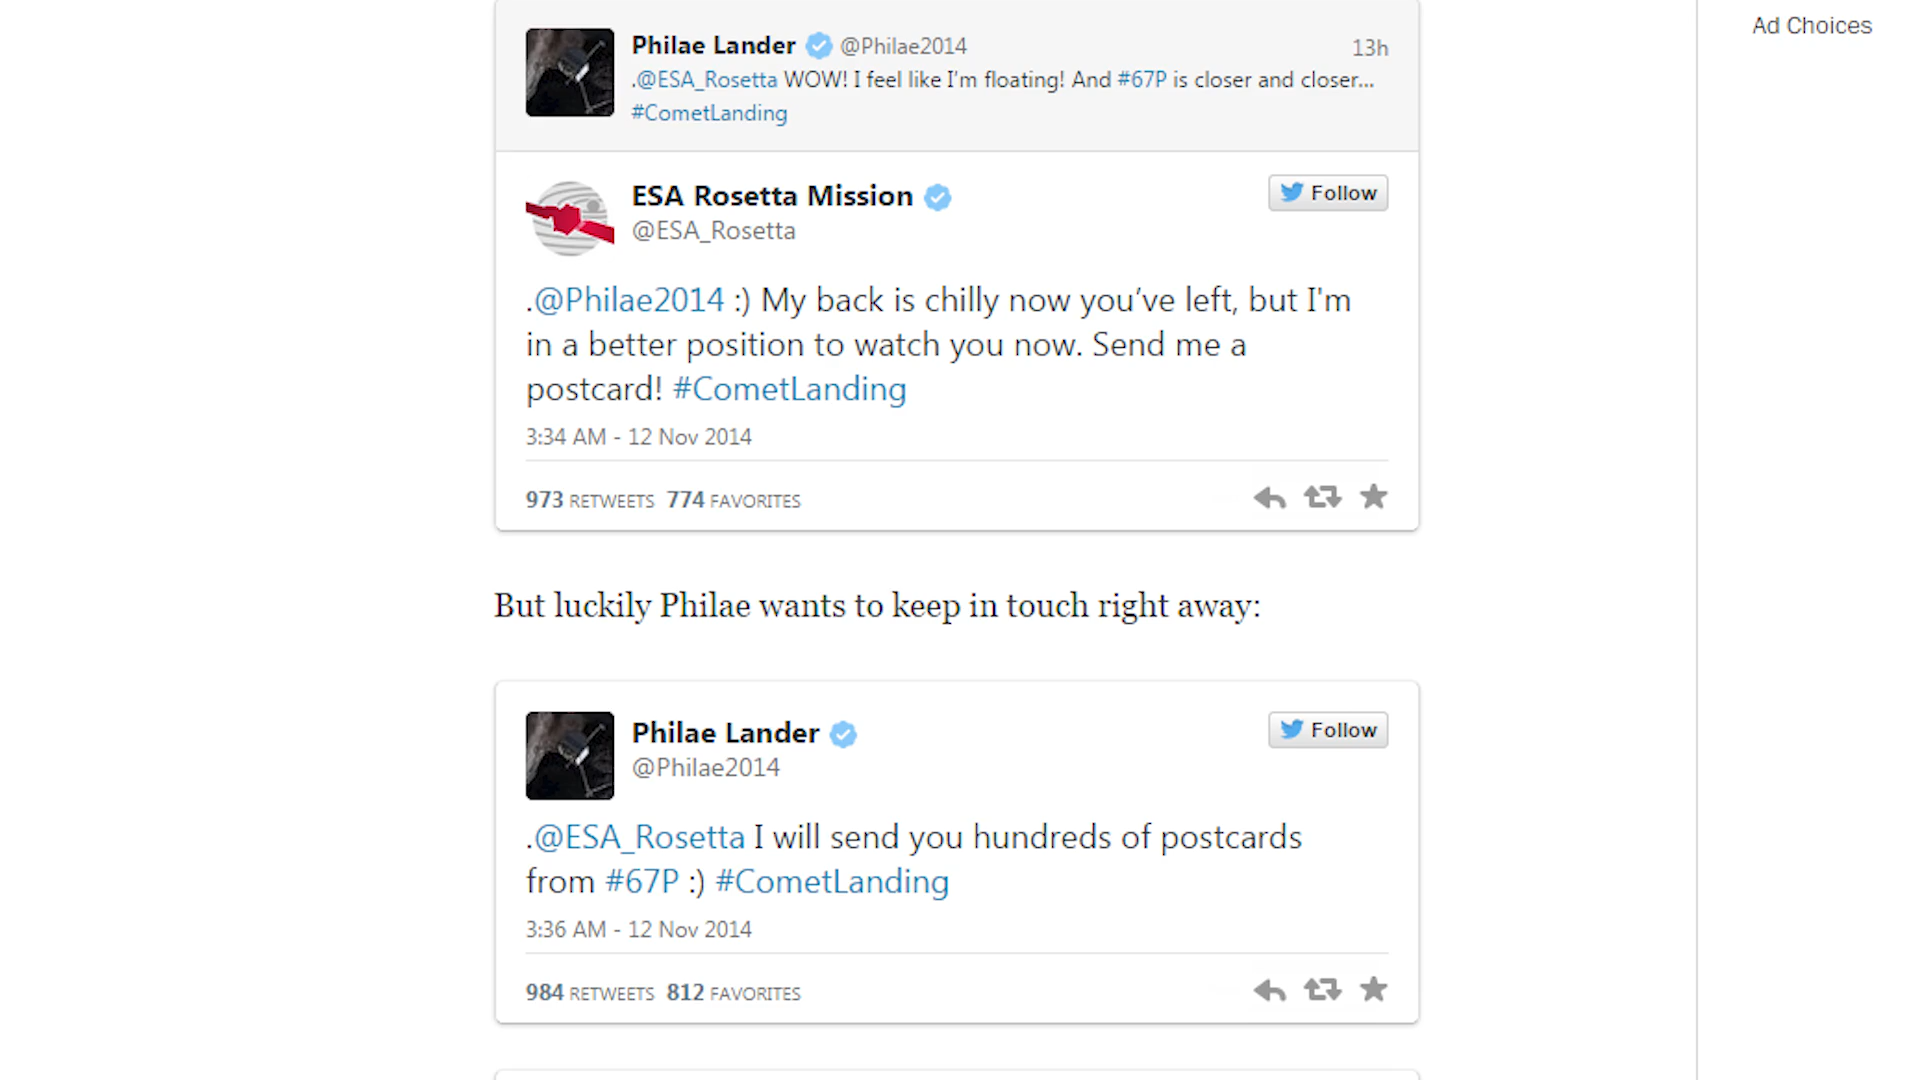 Ad Choices
Philae Lander @Philae2014 13h
.@ESA_Rosetta WOW! I feel like I’m floating! And #67P is closer and closer...
#CometLanding
ESA Rosetta Mission Follow
@ESA_Rosetta
.@Philae2014 :) My back is chilly now you’ve left, but I'm
in a better position to watch you now. Send me a
postcard! #CometLanding
3:34 AM - 12 Nov 2014
973 RETWEETS 774 FAVORITES
But luckily Philae wants to keep in touch right away:
Philae Lander Follow
@Philae2014
.@ESA_Rosetta I will send you hundreds of postcards
from #67P :) #CometLanding
3:36 AM - 12 Nov 2014
984 RETWEETS 812 FAVORITES